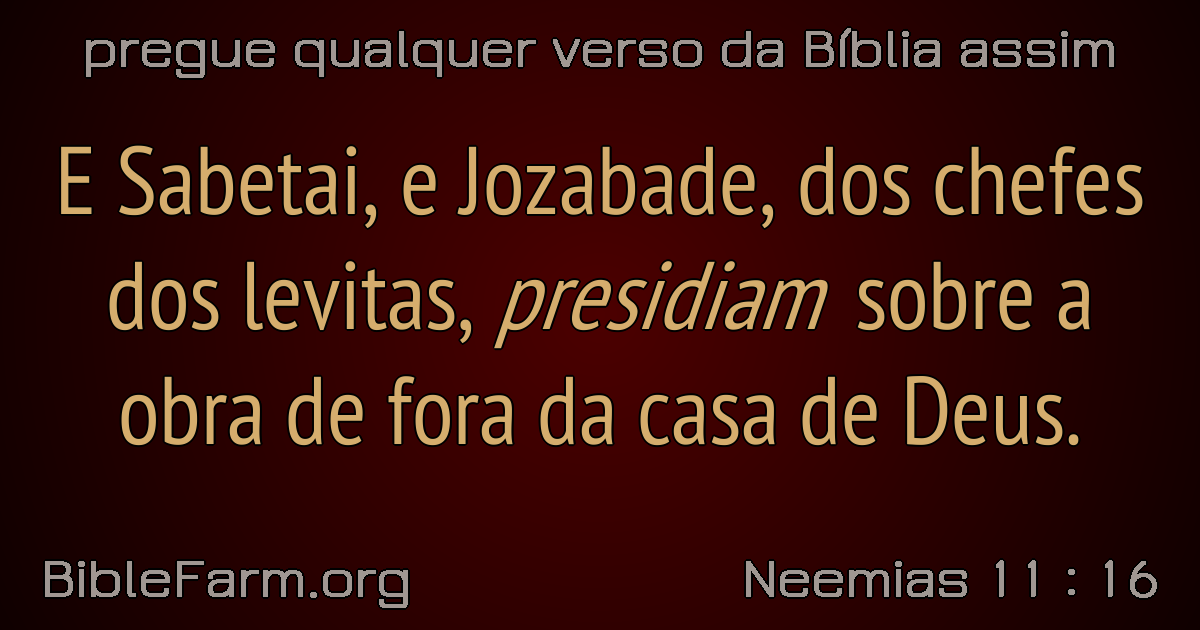 pregue qualquer verso da Bíblia assim
E Sabetai, e Jozabade, dos chefes
dos levitas, presidiam sobre a
obra de fora da casa de Deus.
BibleFarm.org
Neemias 11 : 16